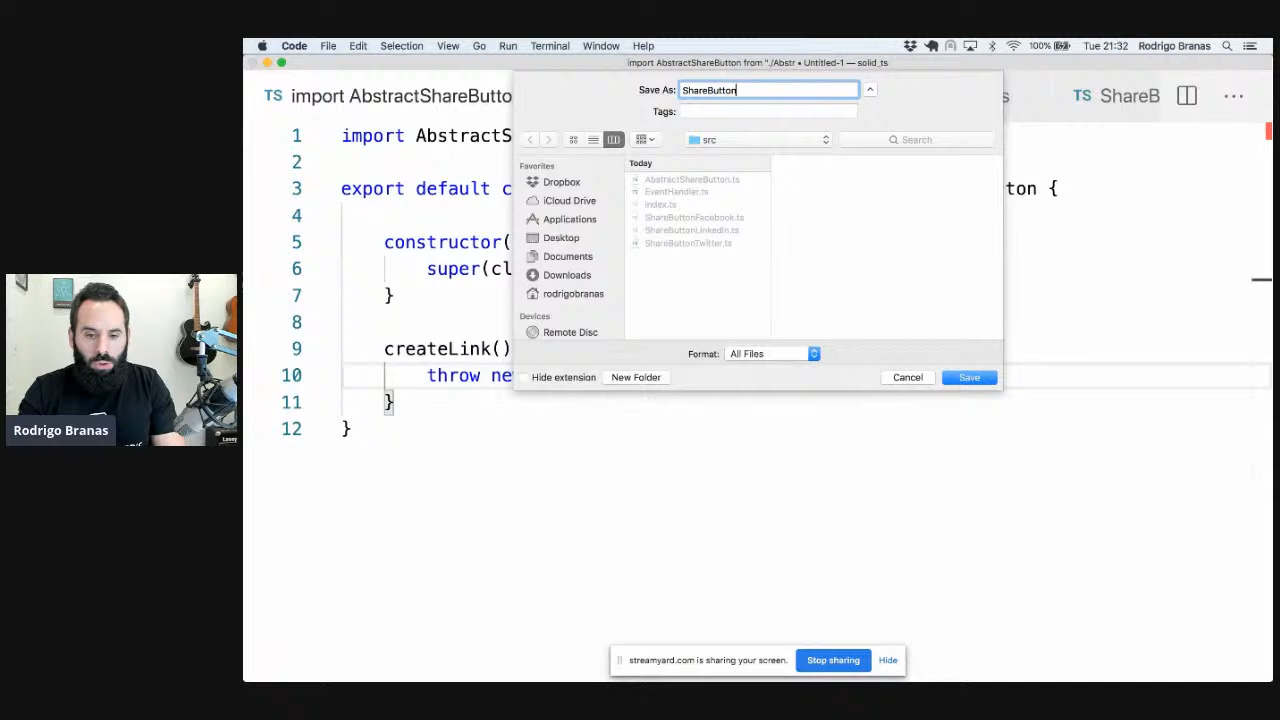 Code File Edit Selection View Go Run Terminal Window Help 100% Tue 21:32 Rodrigo Branas
import AbstractShareButton from "./Abstr • Untitled-1 — solid_ts
TS import AbstractShareButto s TS ShareB ...
Save As: ShareButton
Tags:
src
Search
Favorites
Dropbox
iCloud Drive
Applications
Desktop
Documents
Downloads
rodrigobranas
Devices
Remote Disc
Today
AbstractShareButton.ts
EventHandler.ts
index.ts
ShareButtonFacebook.ts
ShareButtonLinkedIn.ts
ShareButtonTwitter.ts
Format: All Files
Hide extension New Folder Cancel Save
1 import AbstractS
2
3 export default c ton {
4
5 constructor(
6 super(cl
7 }
8
9 createLink()
10 throw new
11 }
12 }
Rodrigo Branas
streamyard.com is sharing your screen. Stop sharing Hide